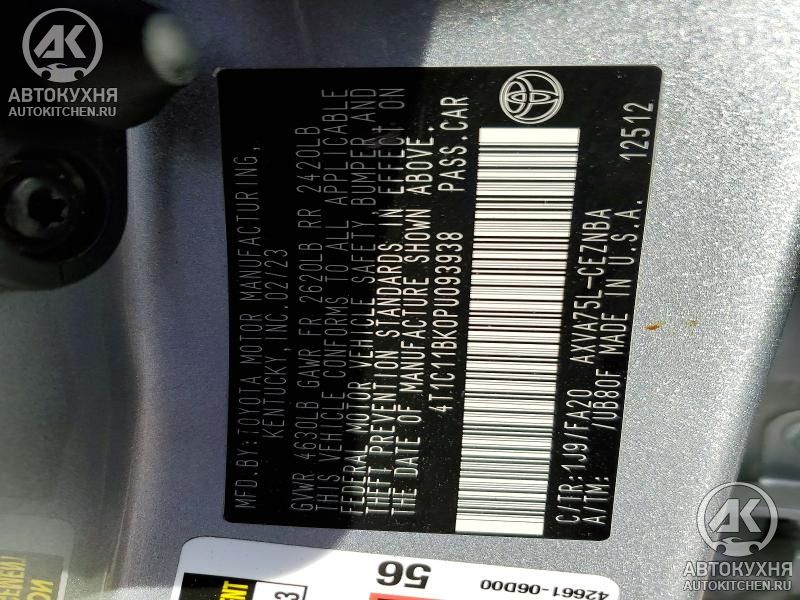 АК
АВТОКУХНЯ
AUTOKITCHEN.RU
MFD.BY:TOYOTA MOTOR MANUFACTURING,
KENTUCKY, INC. 02/23
GVWR 4630LB GAWR FR 2620LB RR 2420LB
THIS VEHICLE CONFORMS TO ALL APPLICABLE
FEDERAL MOTOR VEHICLE SAFETY, BUMPER AND
THEFT PREVENTION STANDARDS IN EFFECT ON
THE DATE OF MANUFACTURE SHOWN ABOVE.
4T1C11BK0PU093938 PASS.CAR
C/TR:1J9/FA20 AXVA75L-CEZNBA
A/TM: /UB80F MADE IN U.S.A. 12512
56
42661-06D00
3
АК
АВТОКУХНЯ
AUTOKITCHEN.RU